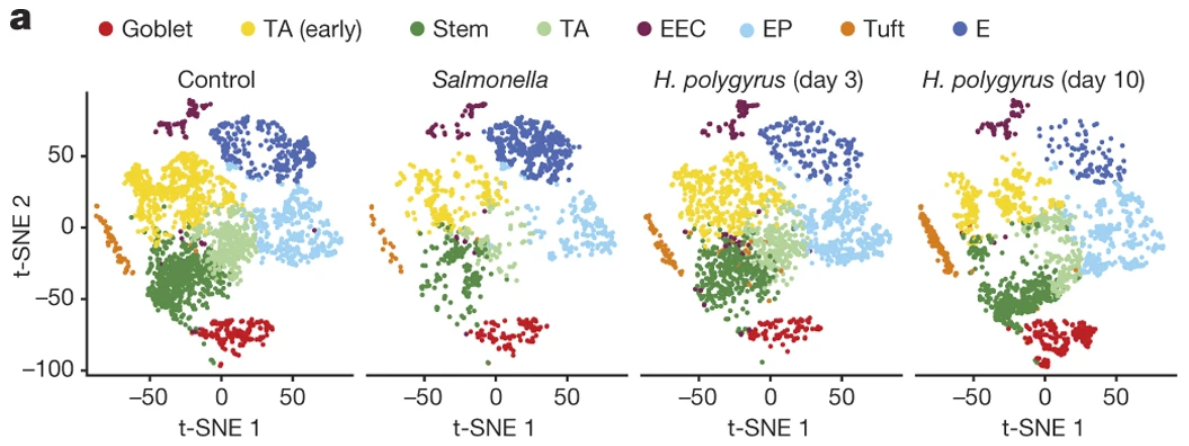 a
Goblet TA (early) Stem TA EEC EP Tuft E
Control Salmonella H. polygyrus (day 3) H. polygyrus (day 10)
t-SNE 2
50
0
−50
−100
−50 0 50 −50 0 50 −50 0 50 −50 0 50
t-SNE 1 t-SNE 1 t-SNE 1 t-SNE 1